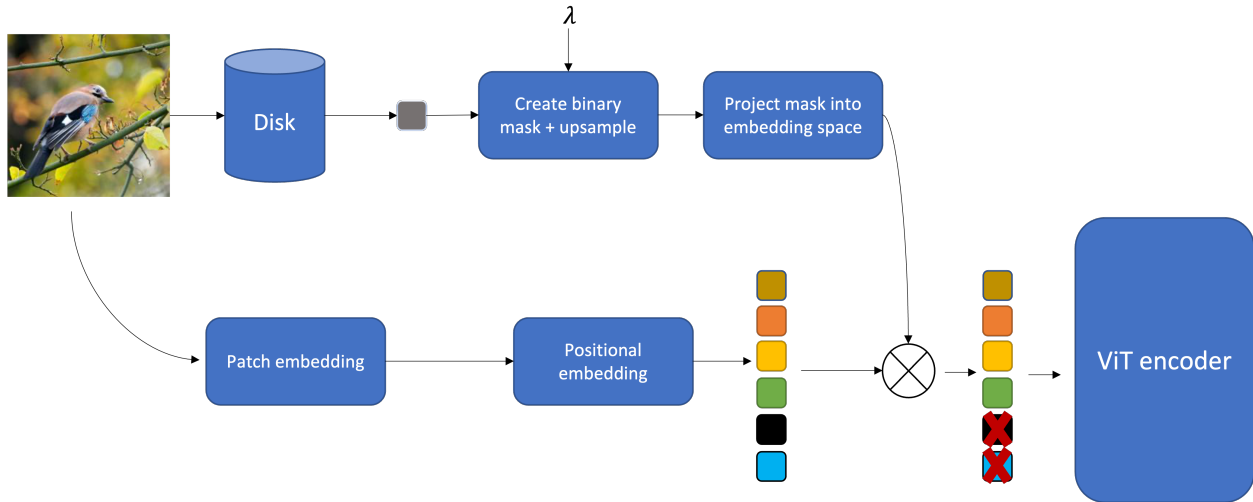 λ
Disk
Create binary
mask + upsample
Project mask into
embedding space
Patch embedding
Positional
embedding
ViT encoder